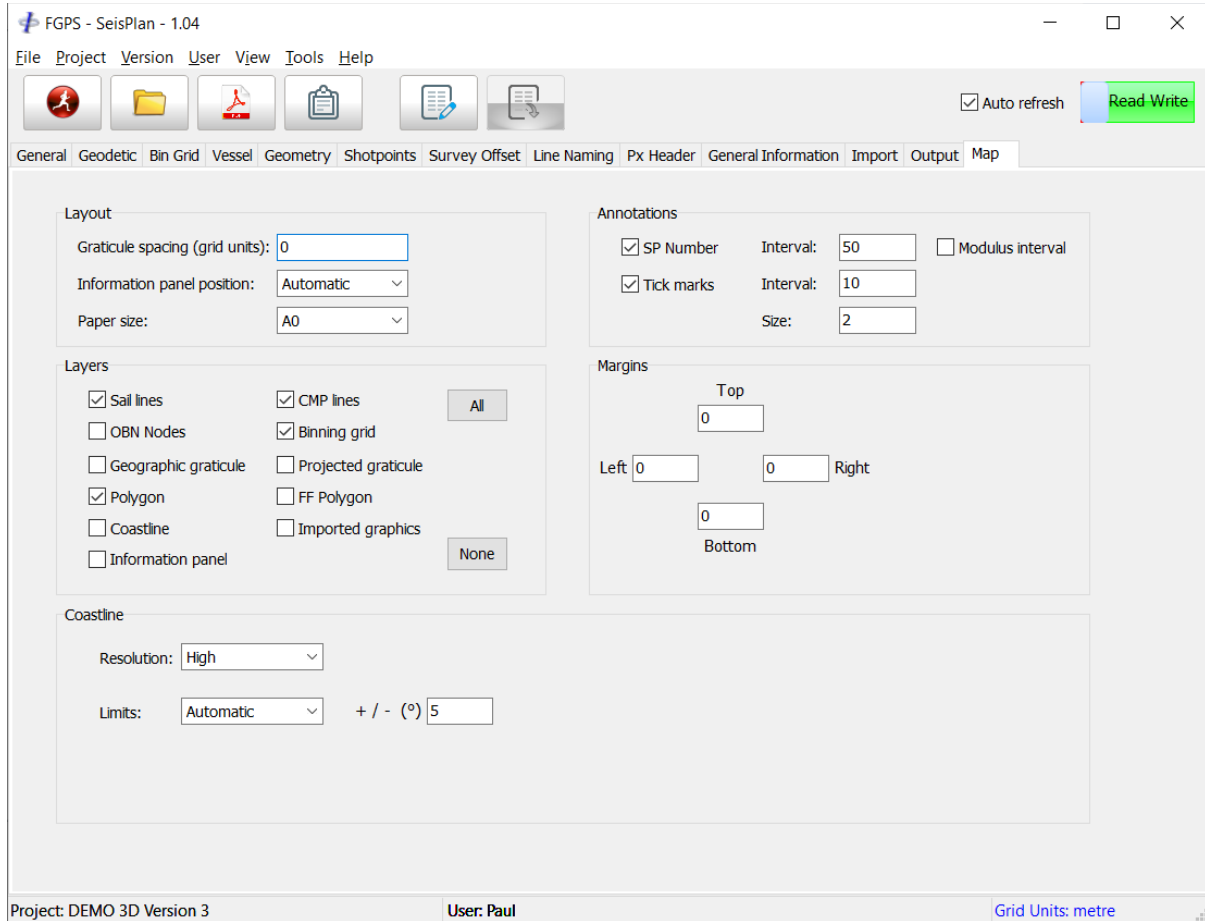 FGPS - SeisPlan - 1.04
File Project Version User View Tools Help
Auto refresh
Read Write
General Geodetic Bin Grid Vessel Geometry Shotpoints Survey Offset Line Naming Px Header General Information Import Output Map
Layout
Graticule spacing (grid units): 0
Information panel position: Automatic
Paper size: A0
Annotations
SP Number Interval: 50 Modulus interval
Tick marks Interval: 10
Size: 2
Layers
Sail lines CMP lines All
OBN Nodes Binning grid
Geographic graticule Projected graticule
Polygon FF Polygon
Coastline Imported graphics
Information panel None
Margins
Top
0
Left 0 0 Right
0
Bottom
Coastline
Resolution: High
Limits: Automatic + / - (º) 5
Project: DEMO 3D Version 3 User: Paul Grid Units: metre